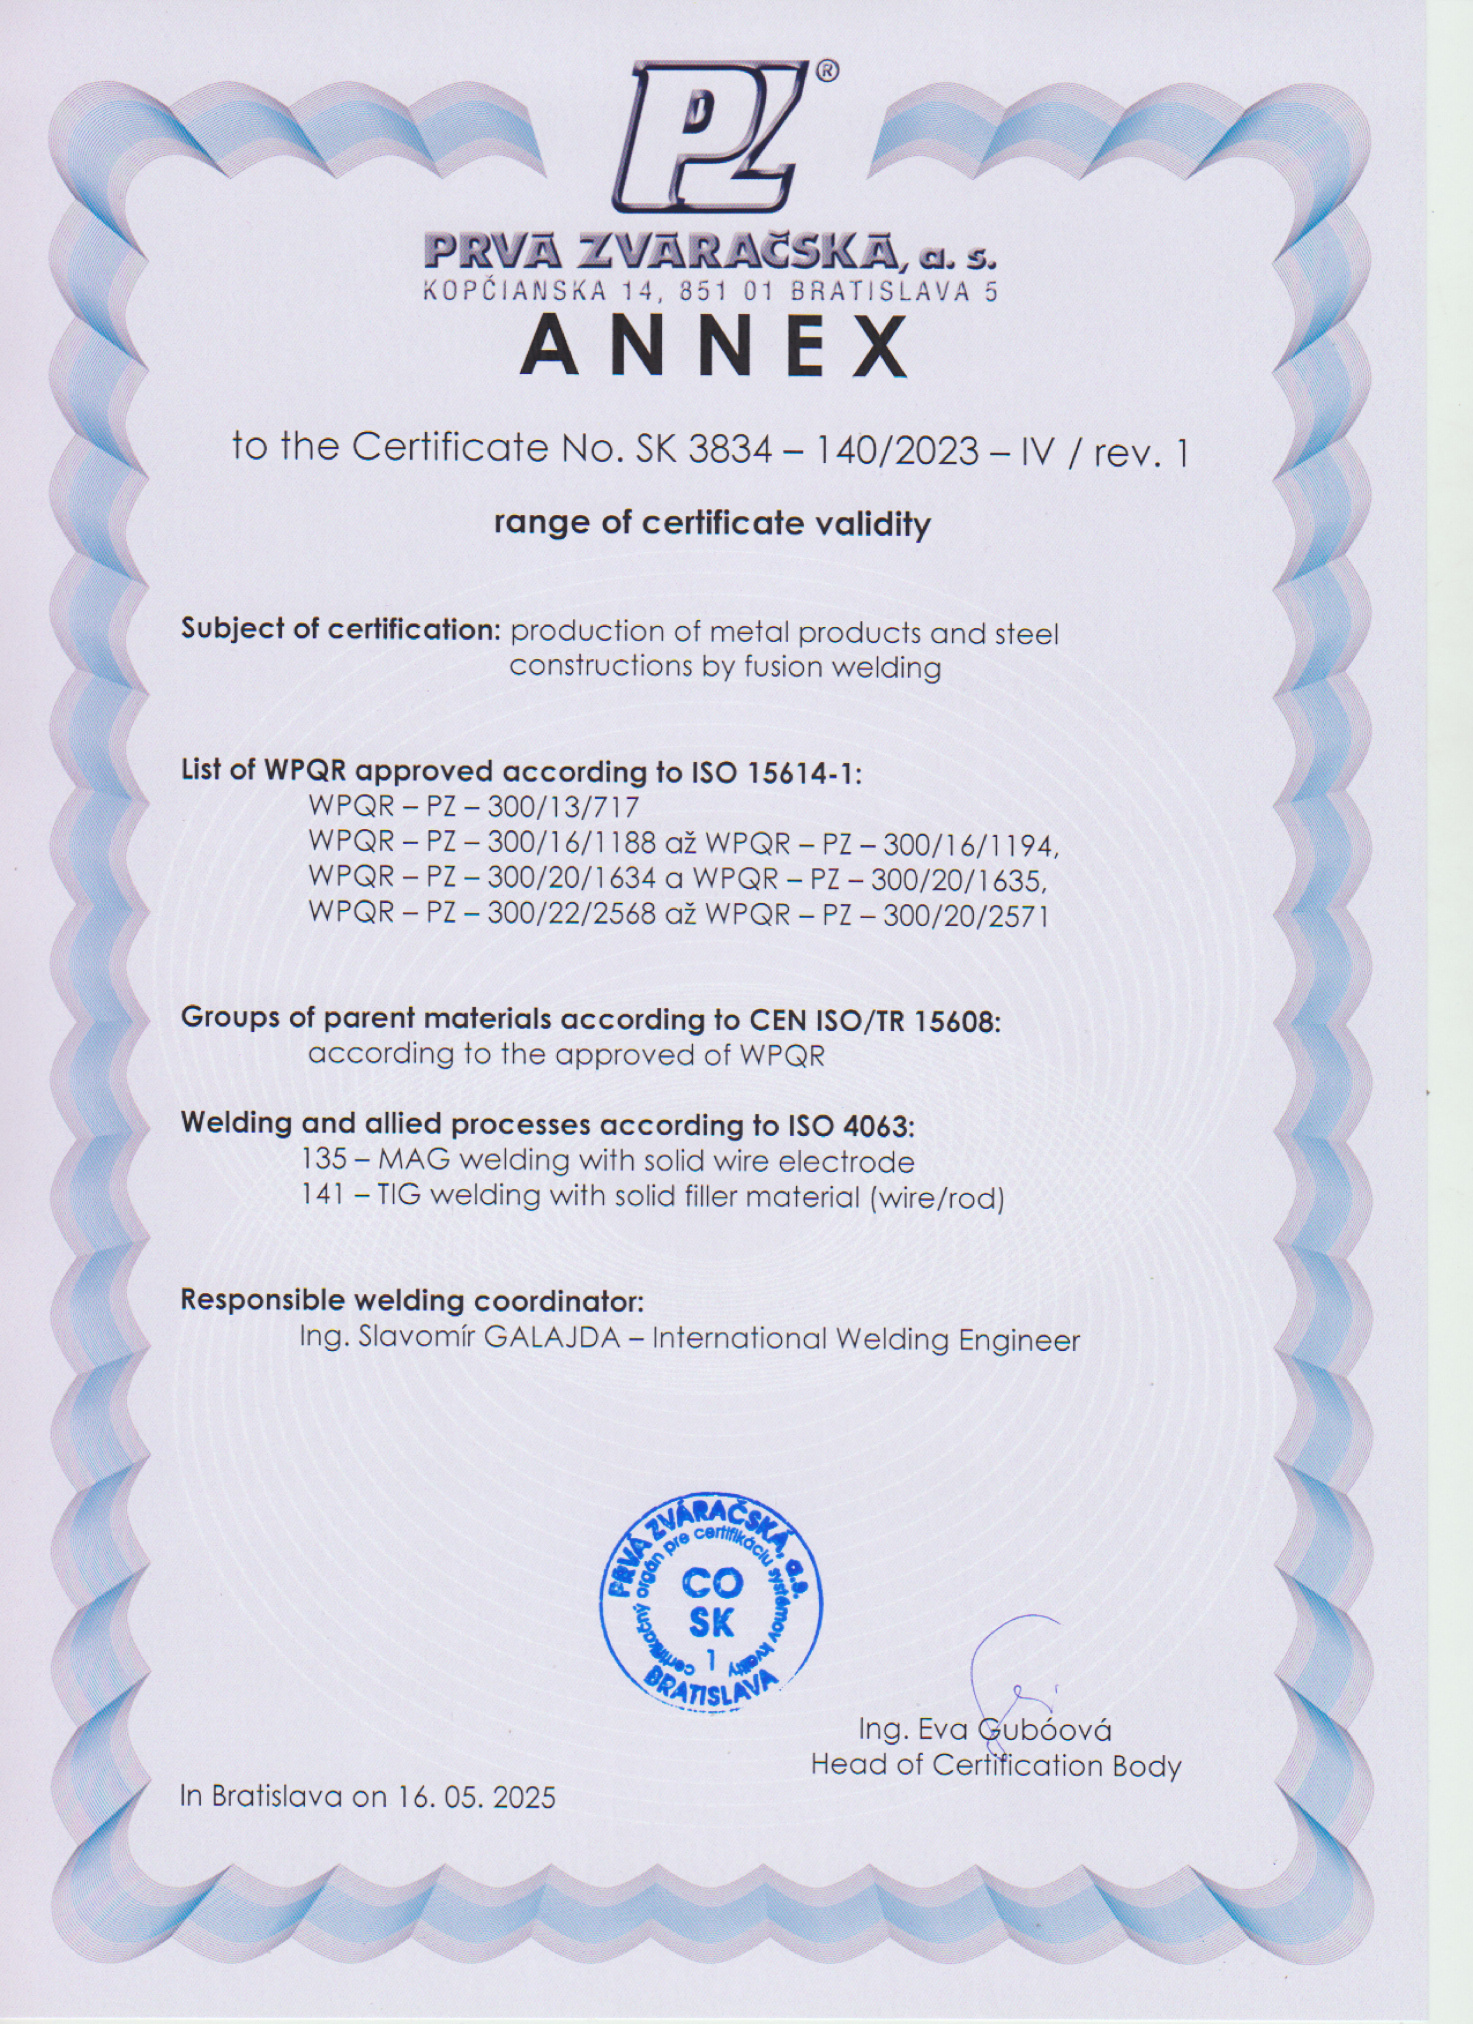 PZ ®
PRVÁ ZVÁRAČSKÁ, a. s.
KOPČIANSKA 14, 851 01 BRATISLAVA 5
ANNEX
to the Certificate No. SK 3834 – 140/2023 – IV / rev. 1
range of certificate validity
Subject of certification: production of metal products and steel
constructions by fusion welding
List of WPQR approved according to ISO 15614-1:
WPQR – PZ – 300/13/717
WPQR – PZ – 300/16/1188 až WPQR – PZ – 300/16/1194,
WPQR – PZ – 300/20/1634 a WPQR – PZ – 300/20/1635,
WPQR – PZ – 300/22/2568 až WPQR – PZ – 300/20/2571
Groups of parent materials according to CEN ISO/TR 15608:
according to the approved of WPQR
Welding and allied processes according to ISO 4063:
135 – MAG welding with solid wire electrode
141 – TIG welding with solid filler material (wire/rod)
Responsible welding coordinator:
Ing. Slavomír GALAJDA – International Welding Engineer
PRVÁ ZVÁRAČSKÁ, a.s.
certifikačný orgán pre certifikáciu systémov kvality
CO
SK
1
BRATISLAVA
Ing. Eva Gubóová
Head of Certification Body
In Bratislava on 16. 05. 2025